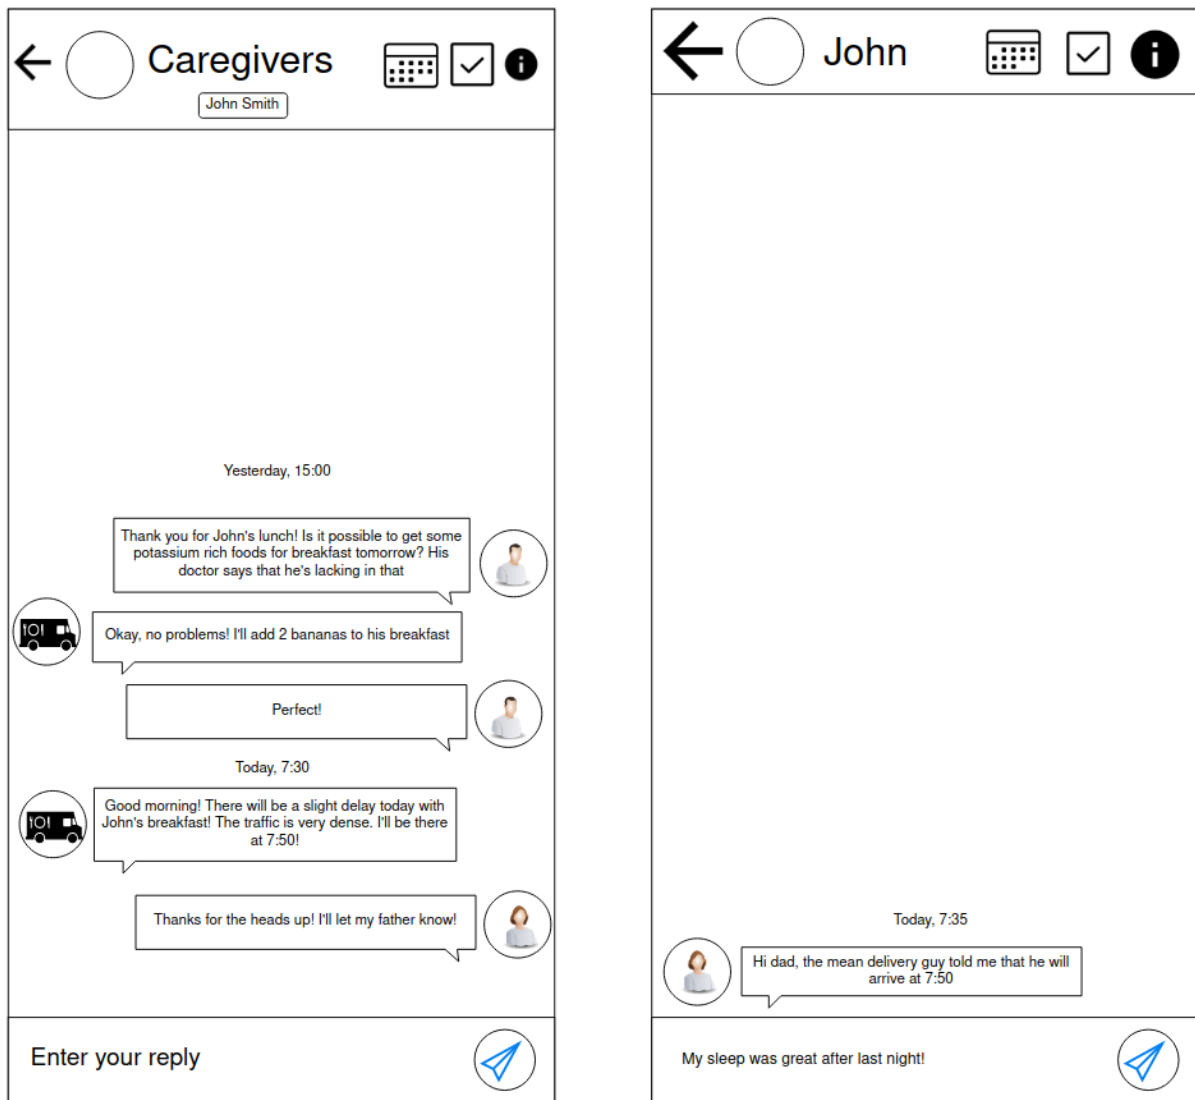 Caregivers
John Smith
Yesterday, 15:00
Thank you for John's lunch! Is it possible to get some
potassium rich foods for breakfast tomorrow? His
doctor says that he's lacking in that
Okay, no problems! I'll add 2 bananas to his breakfast
Perfect!
Today, 7:30
Good morning! There will be a slight delay today with
John's breakfast! The traffic is very dense. I'll be there
at 7:50!
Thanks for the heads up! I'll let my father know!
Enter your reply
John
Today, 7:35
Hi dad, the mean delivery guy told me that he will
arrive at 7:50
My sleep was great after last night!